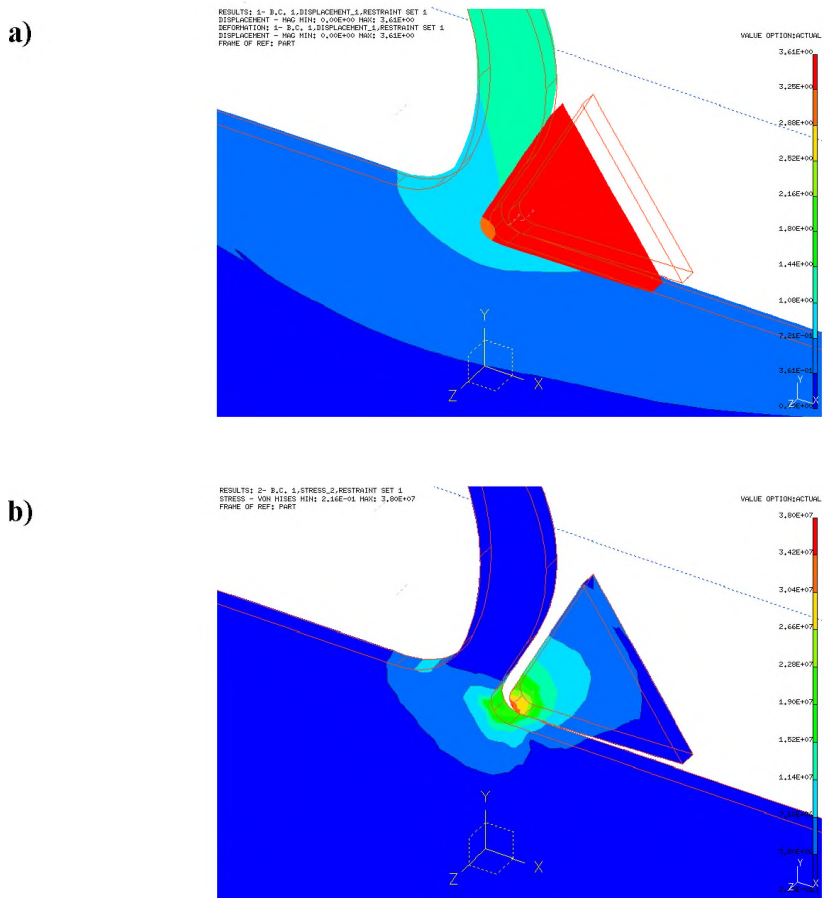 a)
RESULTS: 1- B.C. 1,DISPLACEMENT_1,RESTRAINT SET 1
DISPLACEMENT - MAG MIN: 0.00E+00 MAX: 3.61E+00
DEFORMATION: 1- B.C. 1,DISPLACEMENT_1,RESTRAINT SET 1
DISPLACEMENT - MAG MIN: 0.00E+00 MAX: 3.61E+00
FRAME OF REF: PART
VALUE OPTION:ACTUAL
3.61E+00
3.25E+00
2.88E+00
2.52E+00
2.16E+00
1.80E+00
1.44E+00
1.08E+00
7.21E-01
3.61E-01
Y
Z
X
Y
Z
X
b)
RESULTS: 2- B.C. 1,STRESS_2,RESTRAINT SET 1
STRESS - VON MISES MIN: 2.16E-01 MAX: 3.80E+07
FRAME OF REF: PART
VALUE OPTION:ACTUAL
3.80E+07
3.42E+07
3.04E+07
2.66E+07
2.28E+07
1.90E+07
1.52E+07
1.14E+07
Y
Z
X
Y
Z
X